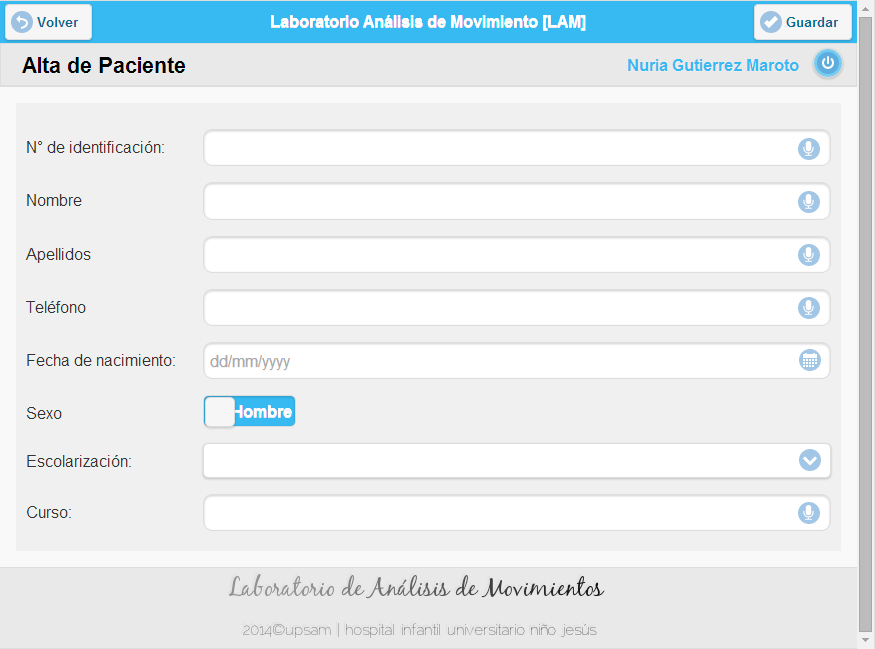 Volver
Laboratorio Análisis de Movimiento [LAM]
Guardar
Alta de Paciente
Nuria Gutierrez Maroto
N° de identificación:
Nombre
Apellidos
Teléfono
Fecha de nacimiento:
dd/mm/yyyy
Sexo
Hombre
Escolarización:
Curso:
Laboratorio de Análisis de Movimientos
2014©upsam | hospital infantil universitario niño jesús